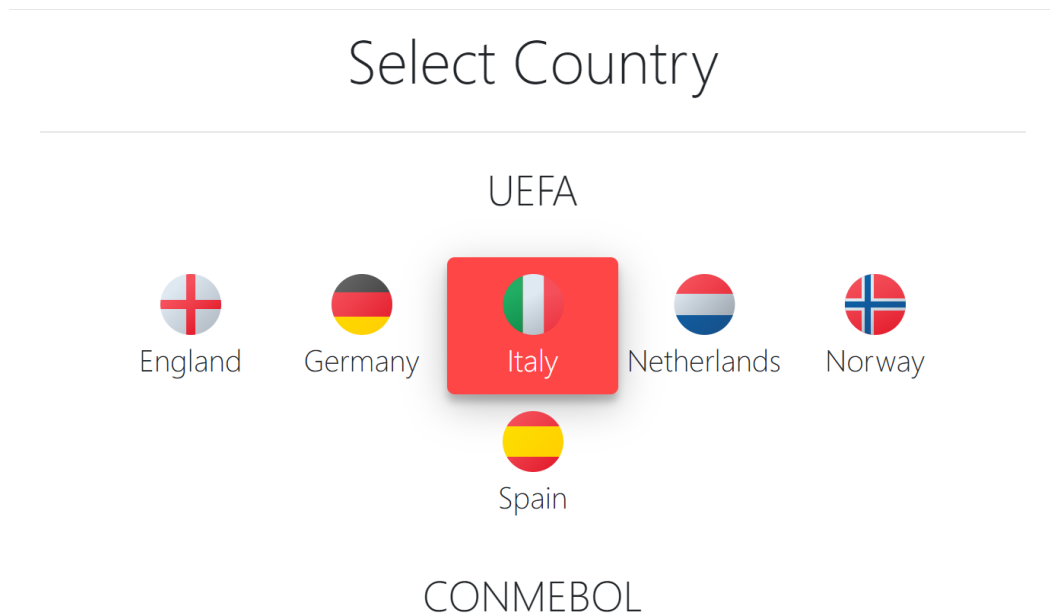 Select Country
UEFA
England Germany Italy Netherlands Norway
Spain
CONMEBOL